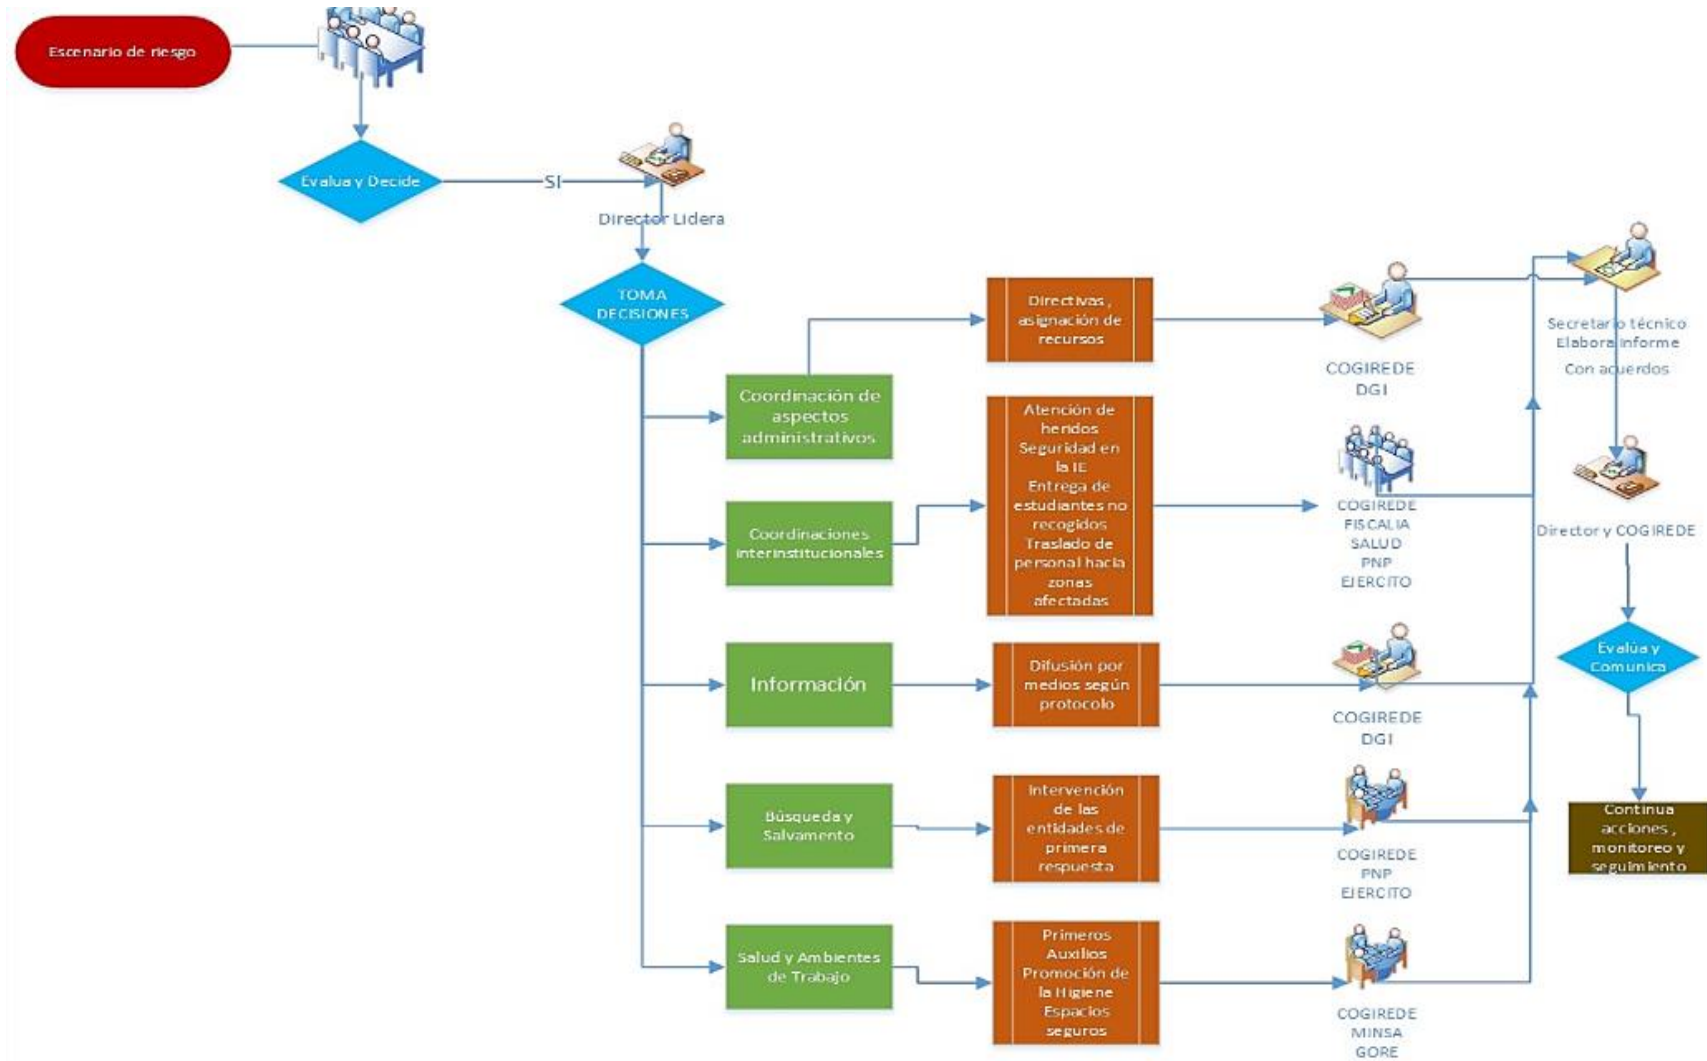 Escenario de riesgo
Evalua y Decide
SI
Director Lidera
TOMA
DECISIONES
Coordinación de
aspectos
administrativos
Directivas ,
asignación de
recursos
COGIREDE
DGI
Secretario técnico
Elabora Informe
Con acuerdos
Coordinaciones
interinstitucionales
Atención de
heridos
Seguridad en
la IE
Entrega de
estudiantes no
recogidos
Traslado de
personal hacia
zonas
afectadas
COGIREDE
FISCALIA
SALUD
PNP
EJERCITO
Director y COGIREDE
Información
Difusión por
medios según
protocolo
COGIREDE
DGI
Evalúa y
Comunica
Búsqueda y
Salvamento
Intervención
de las
entidades de
primera
respuesta
COGIREDE
PNP
EJERCITO
Continua
acciones ,
monitoreo y
seguimiento
Salud y Ambientes
de Trabajo
Primeros
Auxilios
Promoción de
la Higiene
Espacios
seguros
COGIREDE
MINSA
GORE